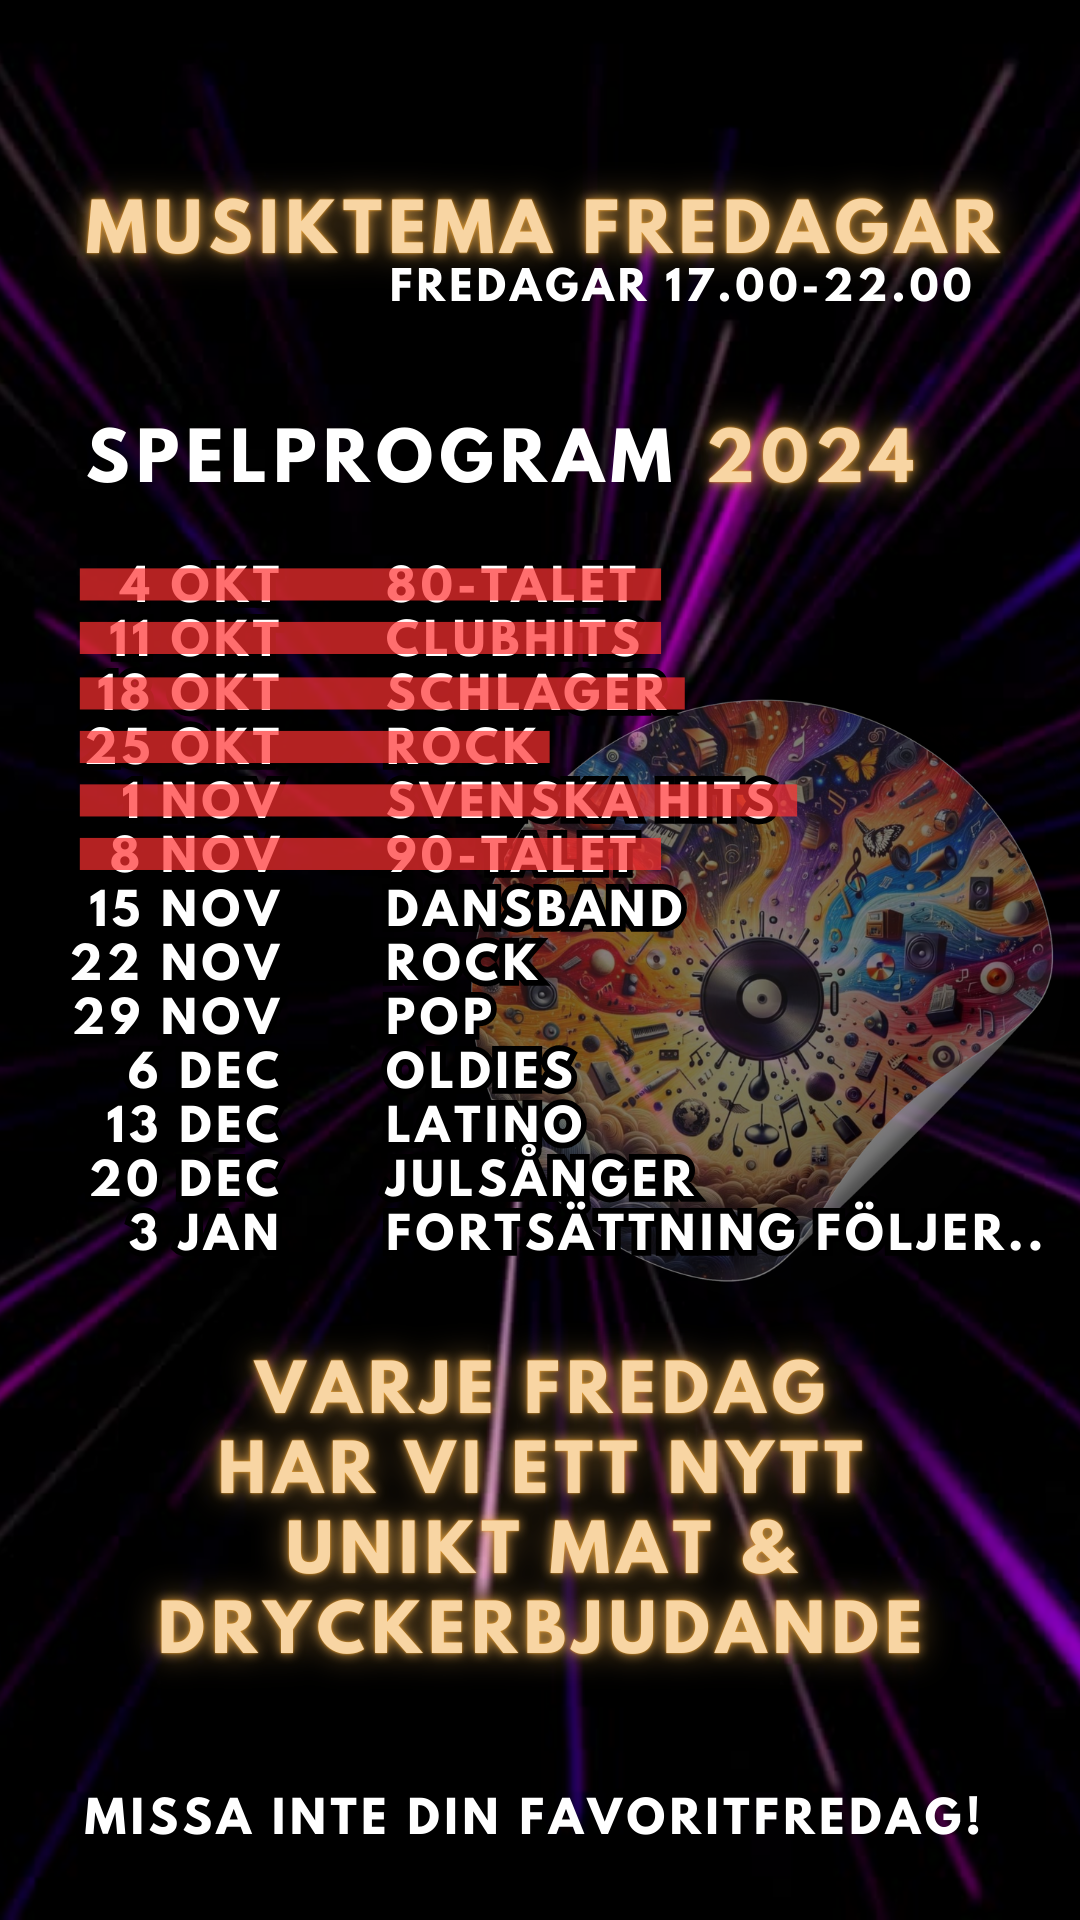 MUSIKTEMA FREDAGAR
FREDAGAR 17.00-22.00
SPELPROGRAM 2024
4 OKT 80-TALET
11 OKT CLUBHITS
18 OKT SCHLAGER
25 OKT ROCK
1 NOV SVENSKA HITS
8 NOV 90-TALET
15 NOV DANSBAND
22 NOV ROCK
29 NOV POP
6 DEC OLDIES
13 DEC LATINO
20 DEC JULSÅNGER
3 JAN FORTSÄTTNING FÖLJER..
VARJE FREDAG
HAR VI ETT NYTT
UNIKT MAT &
DRYCKERBJUDANDE
MISSA INTE DIN FAVORITFREDAG!